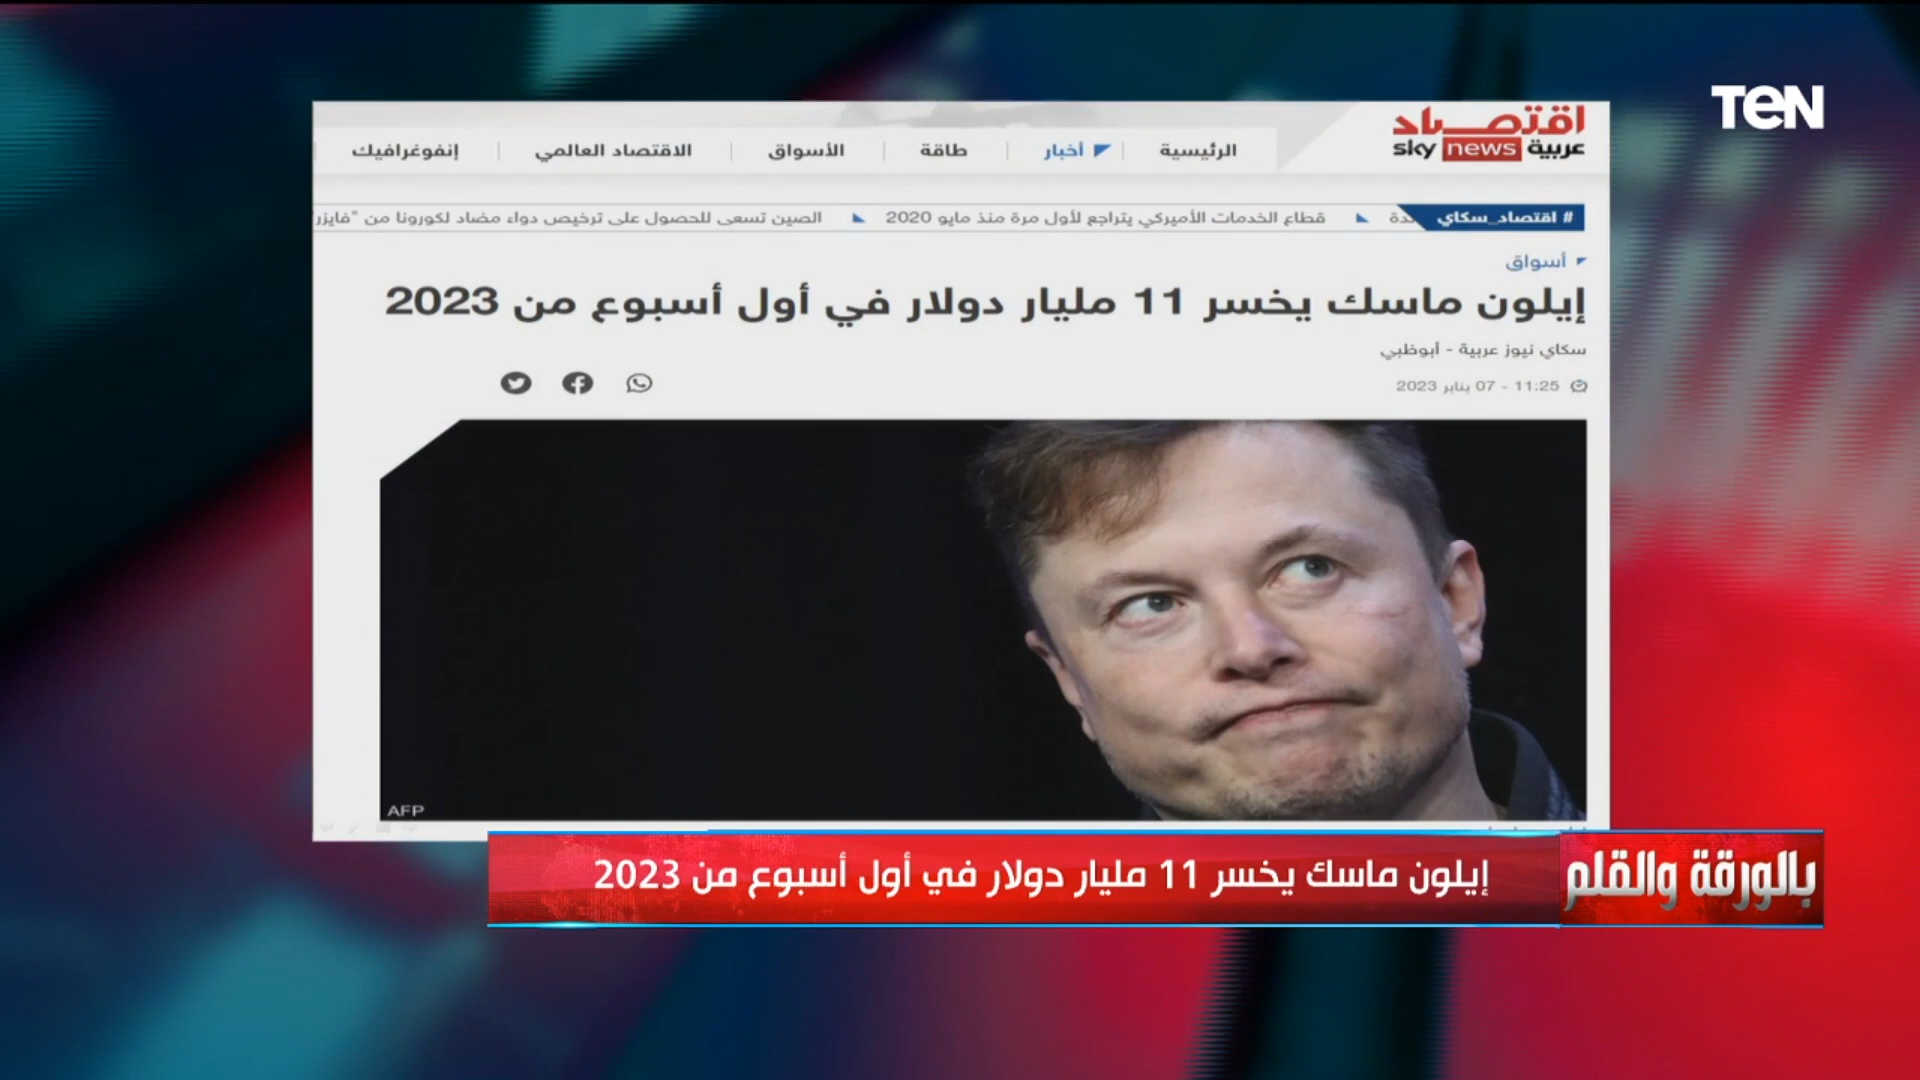 TeN
اقتصاد
sky news عربية
الرئيسية
أخبار
طاقة
الأسواق
الاقتصاد العالمي
إنفوغرافيك
# اقتصاد_سكاي
قطاع الخدمات الأميركي يتراجع لأول مرة منذ مايو 2020
الصين تسعى للحصول على ترخيص دواء مضاد لكورونا من "فايزر"
أسواق
إيلون ماسك يخسر 11 مليار دولار في أول أسبوع من 2023
سكاي نيوز عربية - أبوظبي
11:25 - 07 يناير 2023
AFP
بالورقة والقلم
إيلون ماسك يخسر 11 مليار دولار في أول أسبوع من 2023